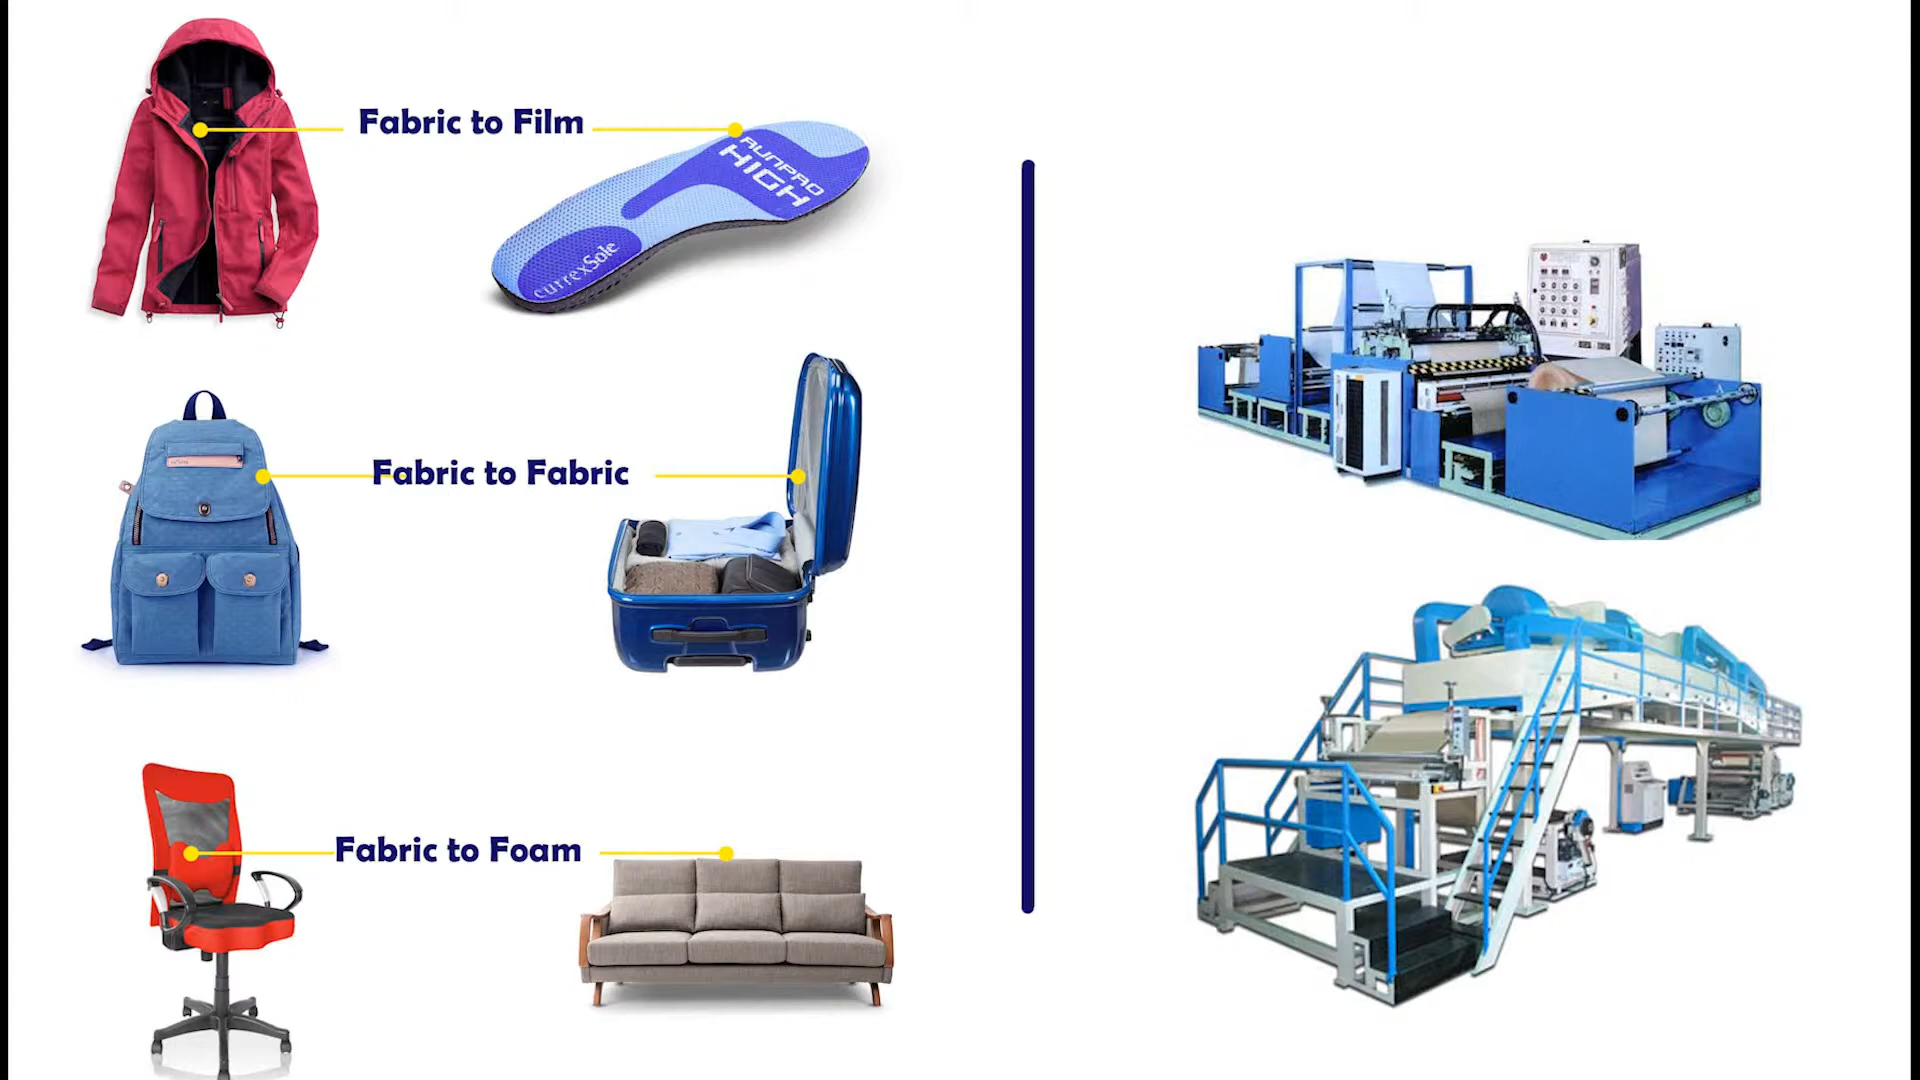 Fabric to Film
RUNPRO
HIGH
currexSole
Fabric to Fabric
Fabric to Foam